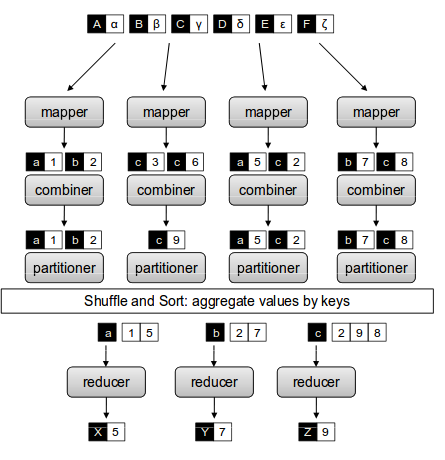 A α B β C γ D δ E ε F ζ
mapper mapper mapper mapper
a 1 b 2 c 3 c 6 a 5 c 2 b 7 c 8
combiner combiner combiner combiner
a 1 b 2 c 9 a 5 c 2 b 7 c 8
partitioner partitioner partitioner partitioner
Shuffle and Sort: aggregate values by keys
a 1 5 b 2 7 c 2 9 8
reducer reducer reducer
X 5 Y 7 Z 9